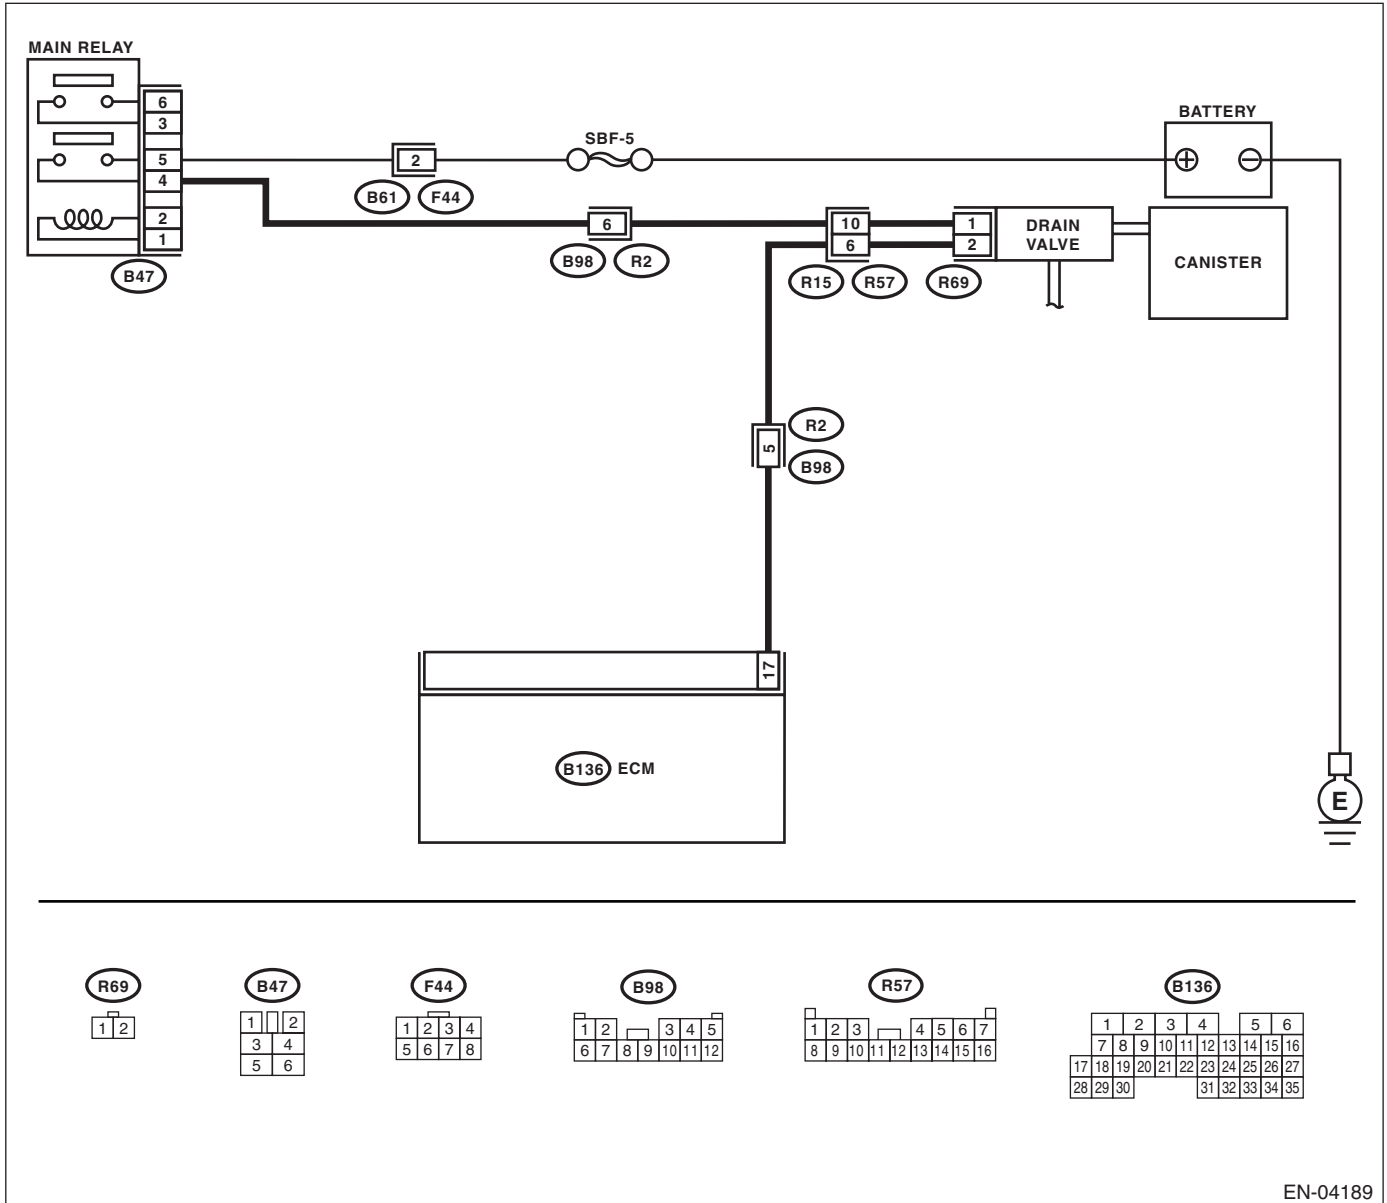 MAIN RELAY
6
3
5
4
2
1
B47
2
B61 F44
SBF-5
BATTERY
6
B98 R2
10
6
R15 R57
1
2
R69
DRAIN
VALVE
CANISTER
5
R2
B98
17
B136 ECM
E
R69 B47 F44 B98 R57 B136
1 2
1 2
3 4
5 6
1 2 3 4
5 6 7 8
1 2 3 4 5
6 7 8 9 10 11 12
1 2 3 4 5 6 7
8 9 10 11 12 13 14 15 16
1 2 3 4 5 6
7 8 9 10 11 12 13 14 15 16
17 18 19 20 21 22 23 24 25 26 27
28 29 30 31 32 33 34 35
EN-04189